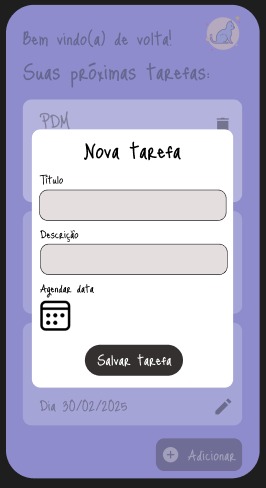 Bem vindo(a) de volta!
Suas próximas tarefas:
PDM
Nova tarefa
Título
Descrição
Agendar data
Salvar tarefa
Dia 30/02/2025
Adicionar